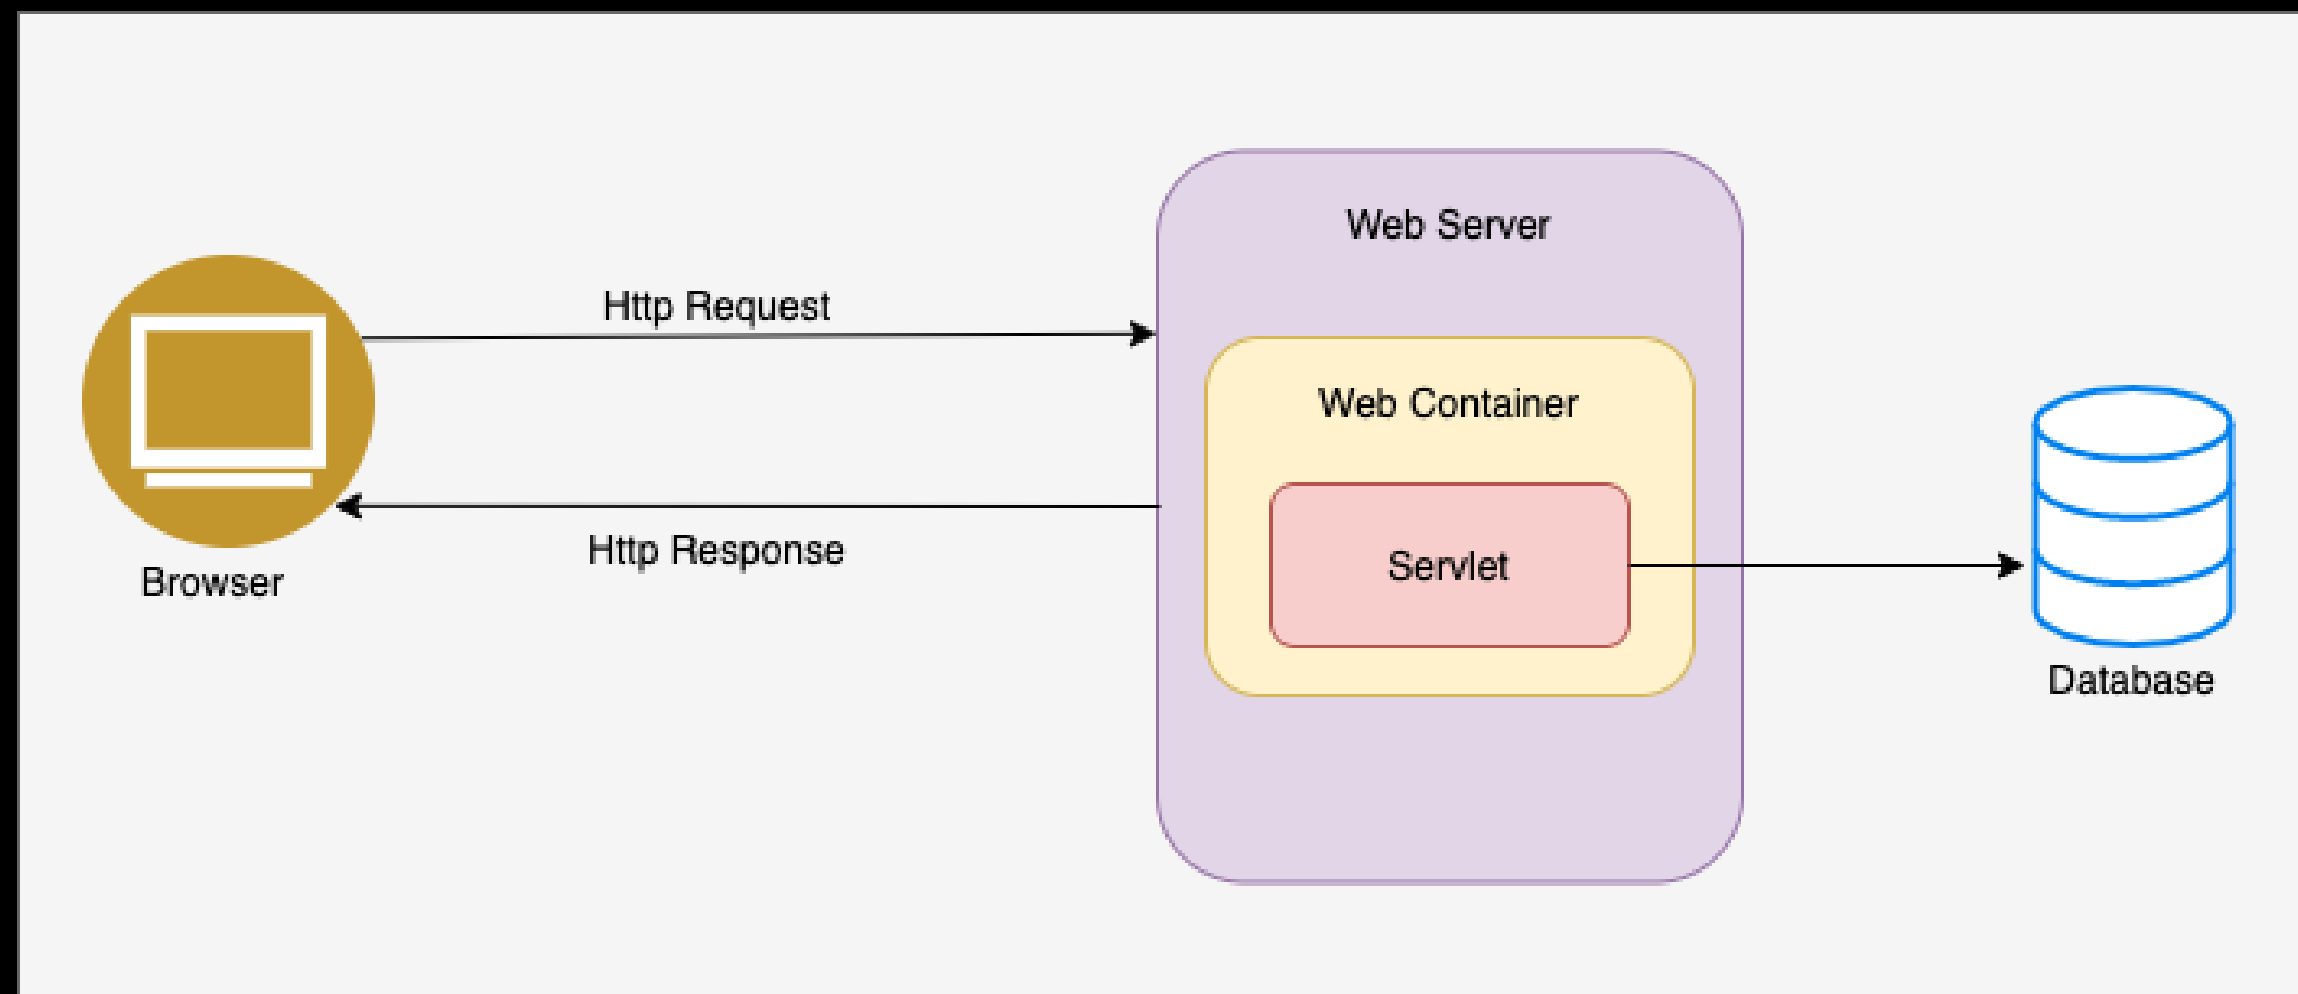 Web Server
Http Request
Web Container
Http Response
Servlet
Browser
Database